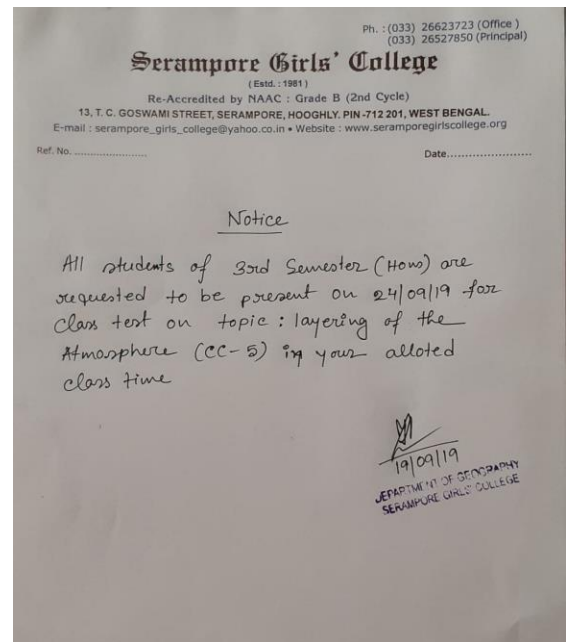 Ph. : (033) 26623723 (Office )
(033) 26527850 (Principal)
Serampore Girls' College
( Estd. : 1981 )
Re-Accredited by NAAC : Grade B (2nd Cycle)
13, T. C. GOSWAMI STREET, SERAMPORE, HOOGHLY. PIN -712 201, WEST BENGAL.
E-mail : serampore_girls_college@yahoo.co.in • Website : www.seramporegirlscollege.org
Ref. No. ........................ Date.......................
Notice
All students of 3rd Semester (Hons) are
requested to be present on 24/09/19 for
Class test on topic : layering of the
Atmosphere (CC-5) in your alloted
class time
19/09/19
DEPARTMENT OF GEOGRAPHY
SERAMPORE GIRLS' COLLEGE